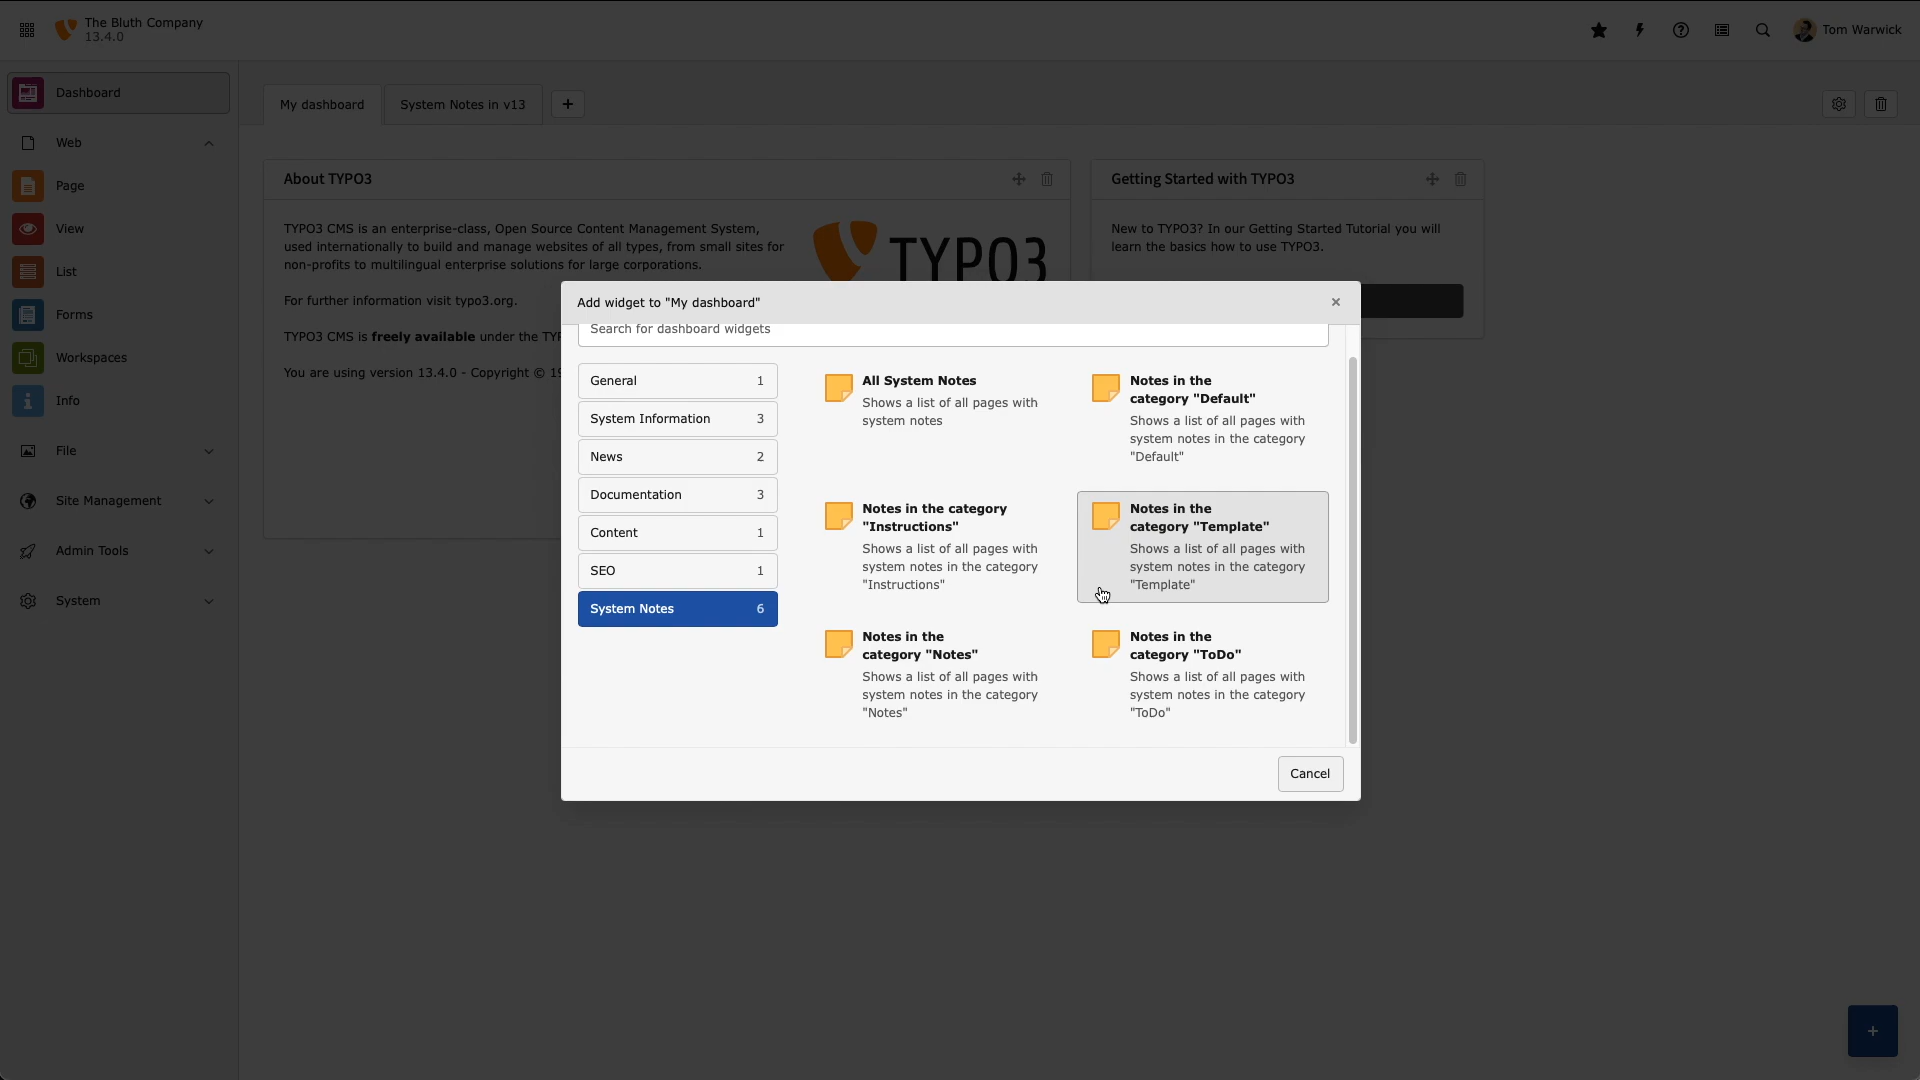 The Bluth Company
13.4.0
Tom Warwick
Dashboard
Web
Page
View
List
Forms
Workspaces
Info
File
Site Management
Admin Tools
System
My dashboard
System Notes in v13
+
About TYPO3
TYPO3 CMS is an enterprise-class, Open Source Content Management System,
used internationally to build and manage websites of all types, from small sites for
non-profits to multilingual enterprise solutions for large corporations.
For further information visit typo3.org.
TYPO3 CMS is freely available under the
You are using version 13.4.0 - Copyright ©
TYPO3
Getting Started with TYPO3
New to TYPO3? In our Getting Started Tutorial you will
learn the basics how to use TYPO3.
Add widget to "My dashboard"
Search for dashboard widgets
General 1
System Information 3
News 2
Documentation 3
Content 1
SEO 1
System Notes 6
All System Notes
Shows a list of all pages with
system notes
Notes in the
category "Default"
Shows a list of all pages with
system notes in the category
"Default"
Notes in the category
"Instructions"
Shows a list of all pages with
system notes in the category
"Instructions"
Notes in the
category "Template"
Shows a list of all pages with
system notes in the category
"Template"
Notes in the
category "Notes"
Shows a list of all pages with
system notes in the category
"Notes"
Notes in the
category "ToDo"
Shows a list of all pages with
system notes in the category
"ToDo"
Cancel
+